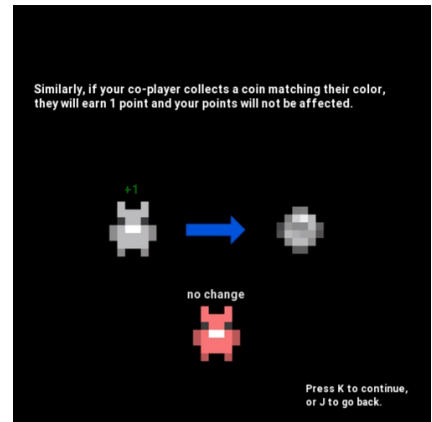 Similarly, if your co-player collects a coin matching their color,
they will earn 1 point and your points will not be affected.
+1
no change
Press K to continue,
or J to go back.